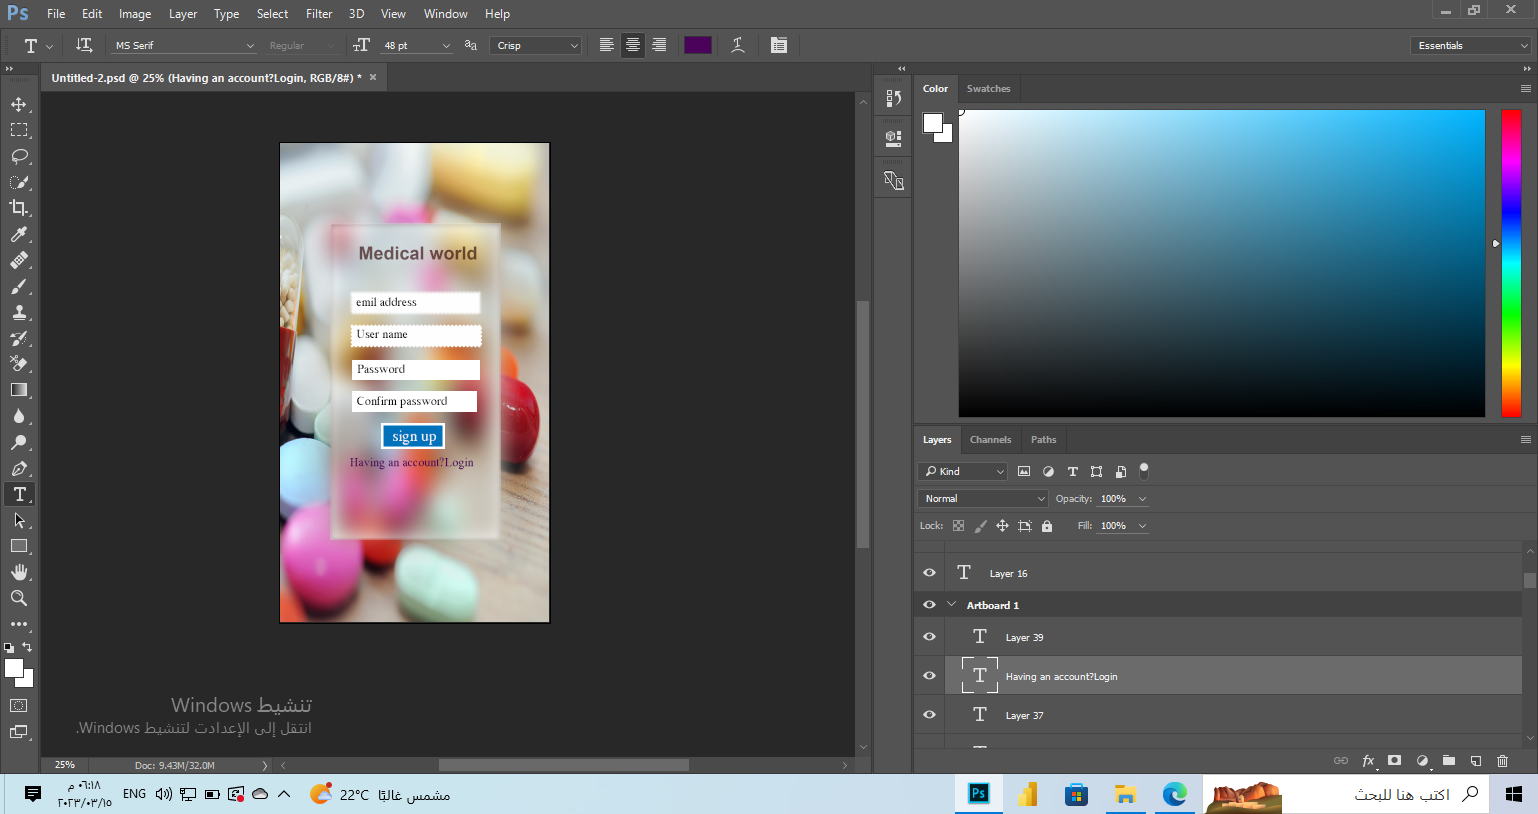 Ps File Edit Image Layer Type Select Filter 3D View Window Help
T MS Serif Regular 48 pt Crisp Essentials
Untitled-2.psd @ 25% (Having an account?Login, RGB/8#) *
Color Swatches
Medical world
emil address
User name
Password
Confirm password
sign up
Having an account?Login
Layers Channels Paths
Kind
Normal Opacity: 100%
Lock: Fill: 100%
Layer 16
Artboard 1
Layer 39
Having an account?Login
Layer 37
تنشيط Windows
انتقل إلى الإعدادت لتنشيط Windows.
25% Doc: 9.43M/32.0M
٠٦:١٨ م
٢٠٢٣/٠٣/١٥
ENG
22°C مشمس غالبًا
Ps
اكتب هنا للبحث